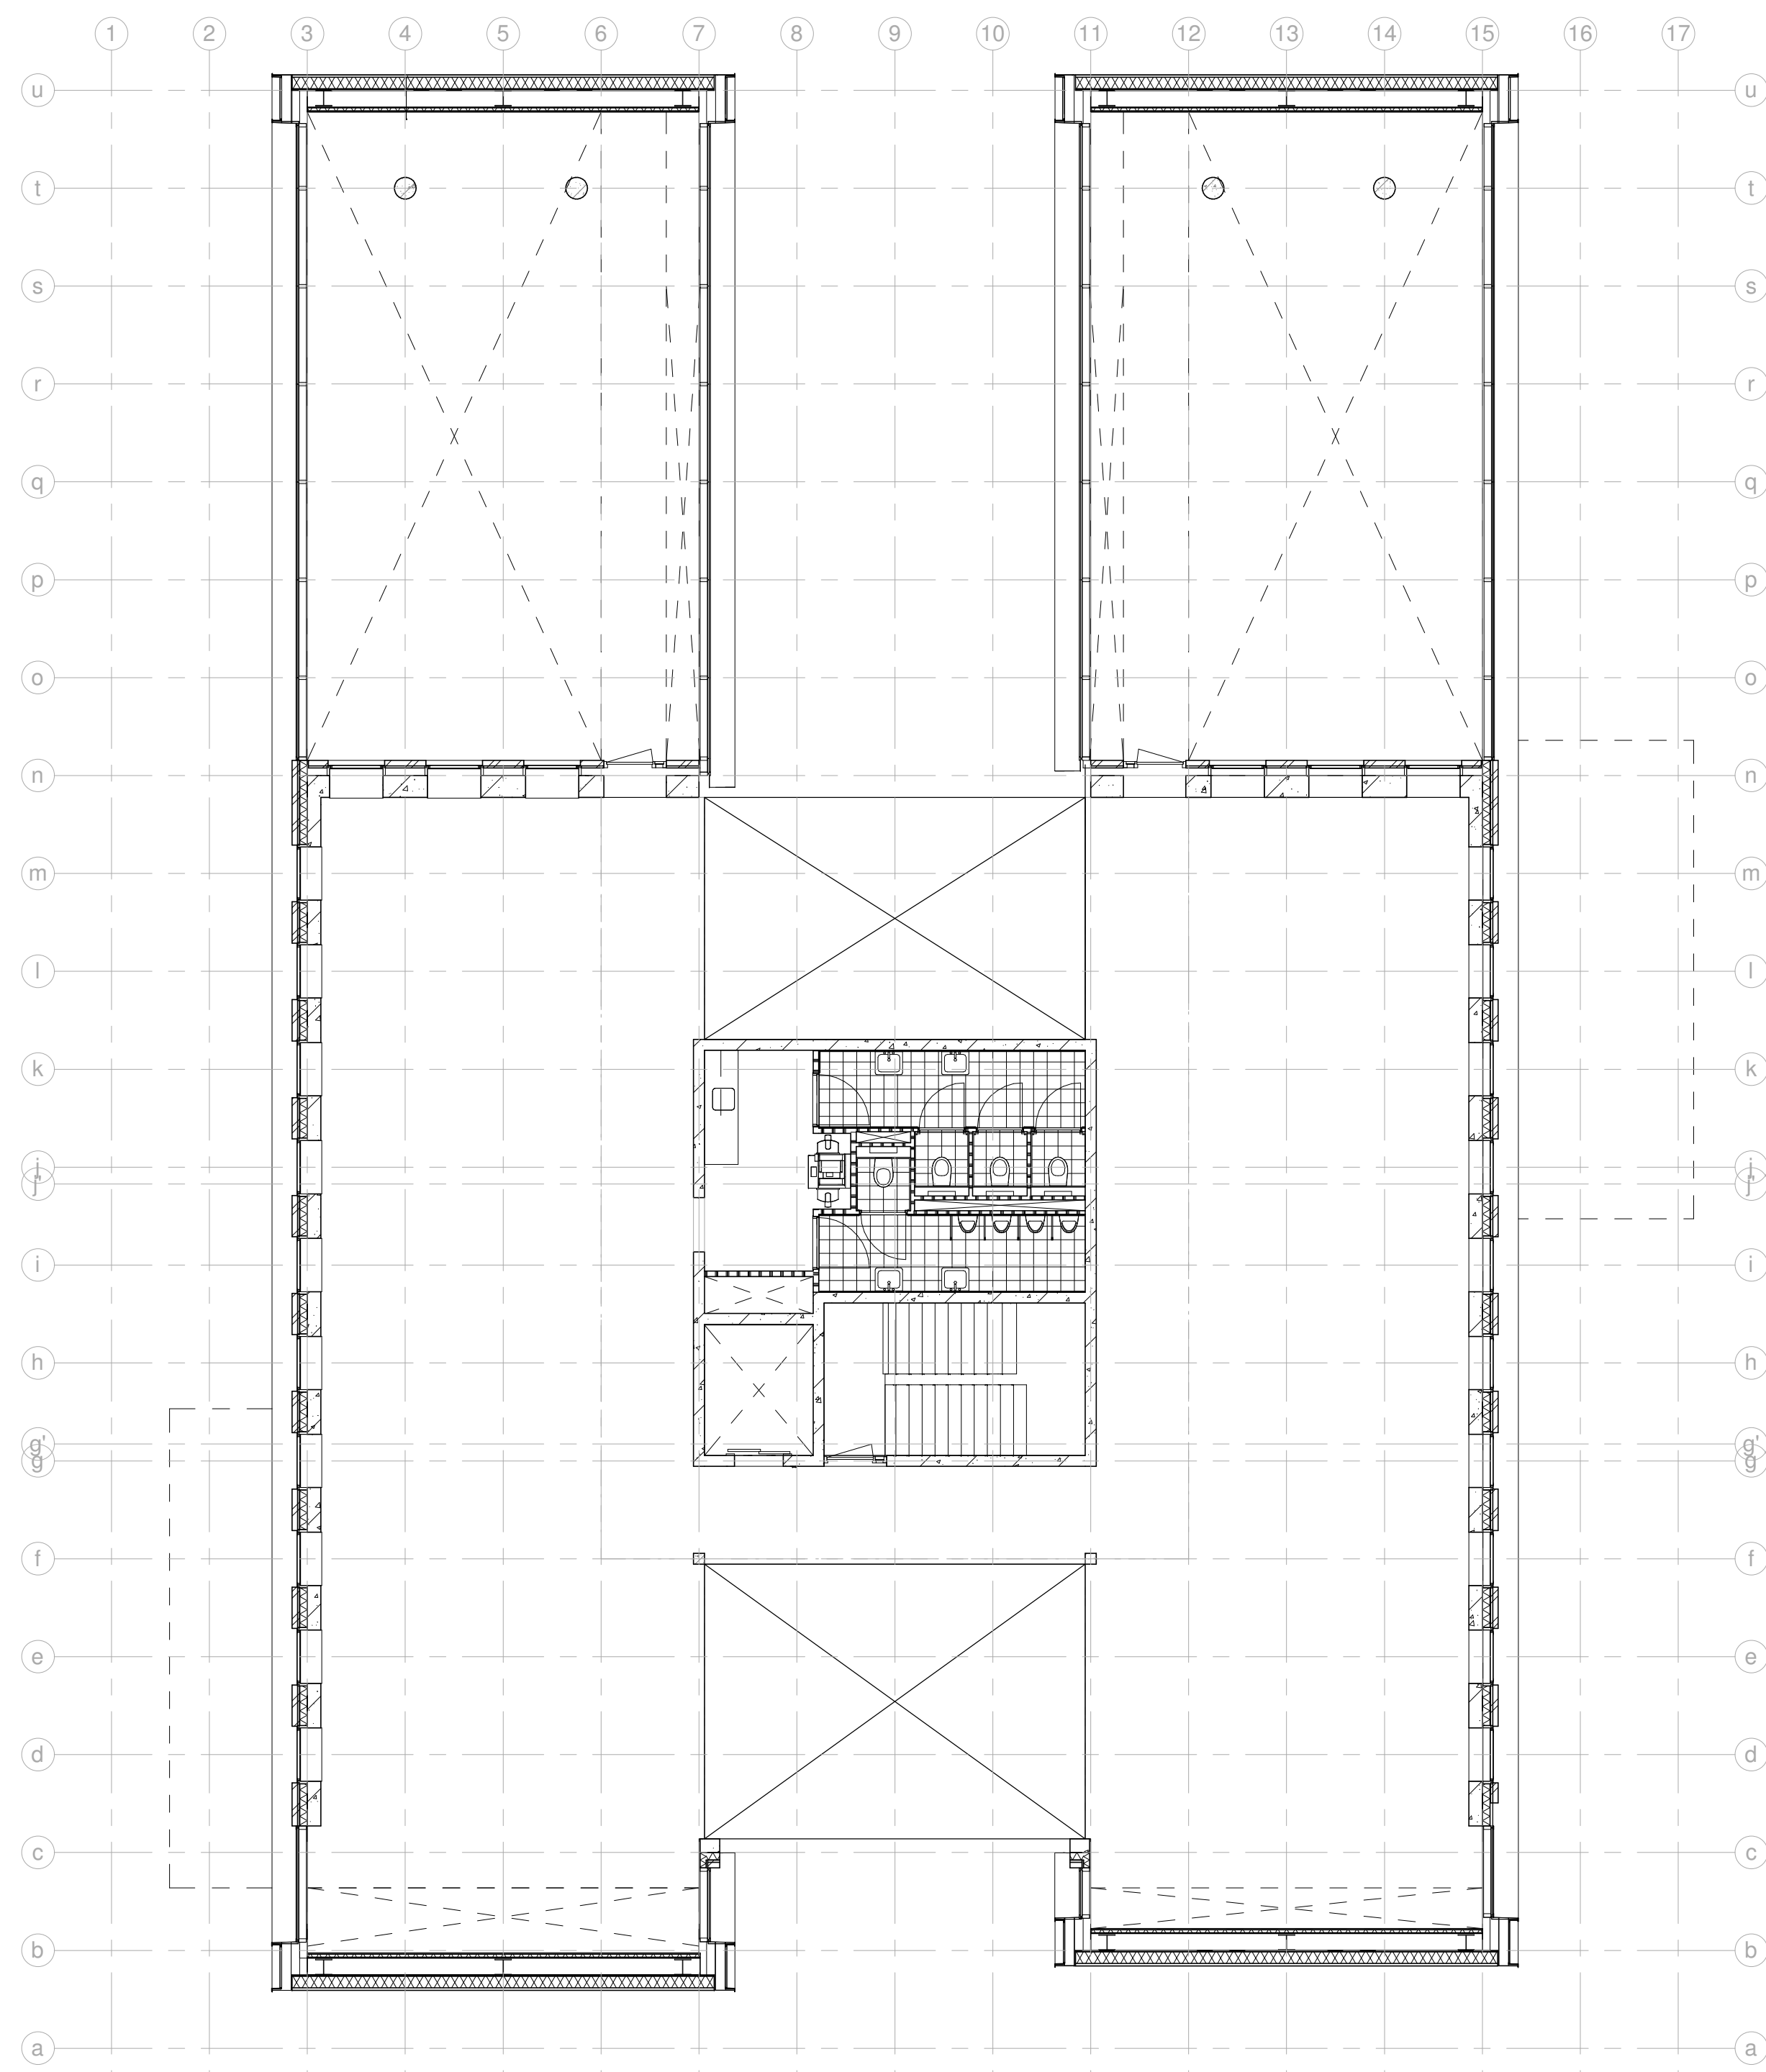 1 2 3 4 5 6 7 8 9 10 11 12 13 14 15 16 17
u u
t t
s s
r r
q q
p p
o o
n n
m m
l l
k k
j j
j' j'
i i
h h
g' g'
g g
f f
e e
d d
c c
b b
a a